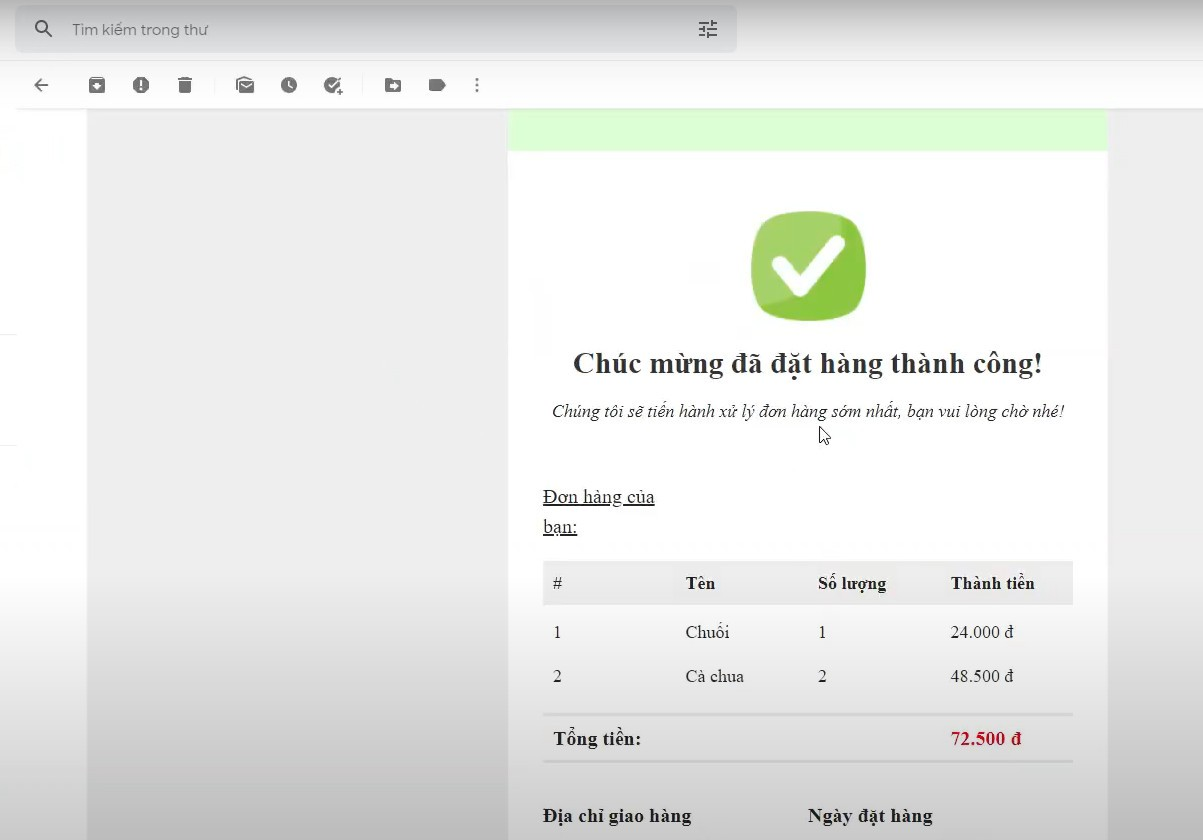 Tìm kiếm trong thư
Chúc mừng đã đặt hàng thành công!
Chúng tôi sẽ tiến hành xử lý đơn hàng sớm nhất, bạn vui lòng chờ nhé!
Đơn hàng của
bạn:
# Tên Số lượng Thành tiền
1 Chuối 1 24.000 đ
2 Cà chua 2 48.500 đ
Tổng tiền: 72.500 đ
Địa chỉ giao hàng Ngày đặt hàng